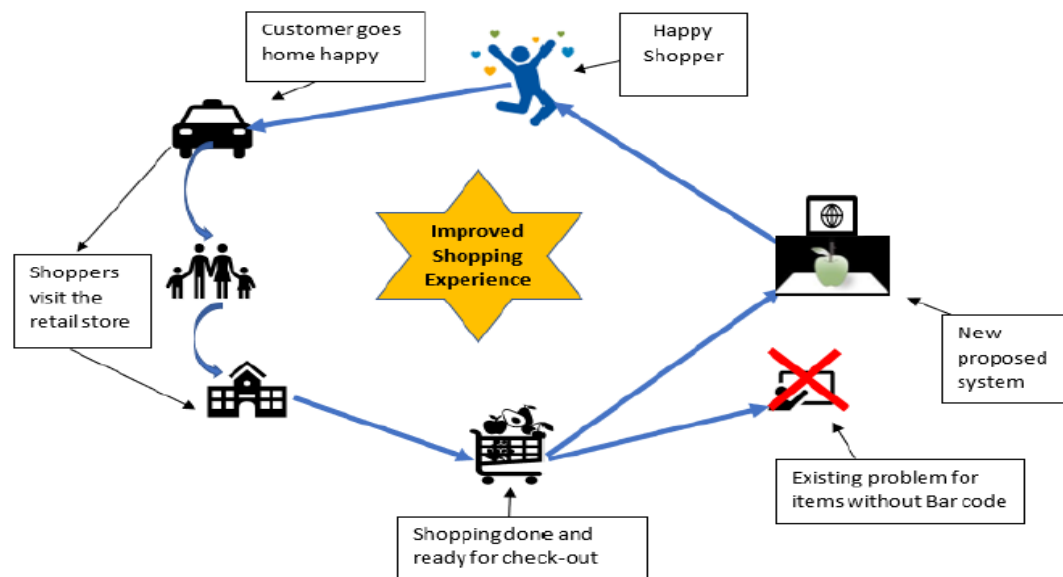 Customer goes
home happy
Happy
Shopper
Improved
Shopping
Experience
Shoppers
visit the
retail store
New
proposed
system
Existing problem for
items without Bar code
Shopping done and
ready for check-out